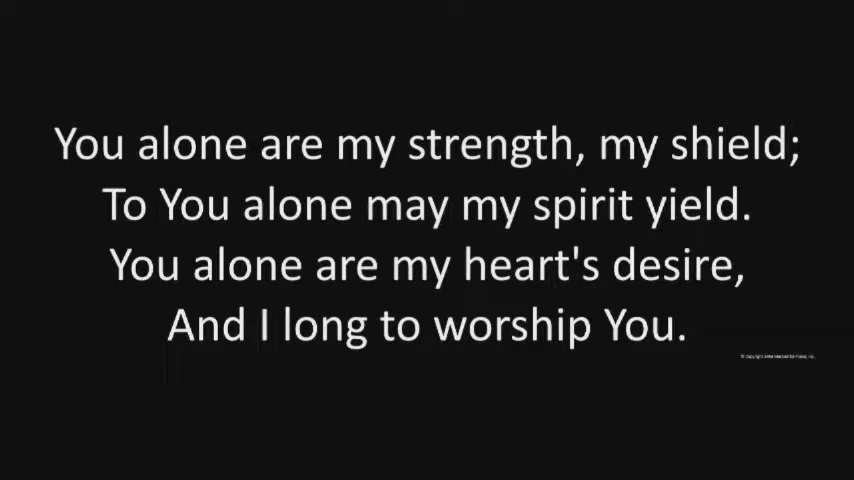 You alone are my strength, my shield;
To You alone may my spirit yield.
You alone are my heart's desire,
And I long to worship You.
© Copyright